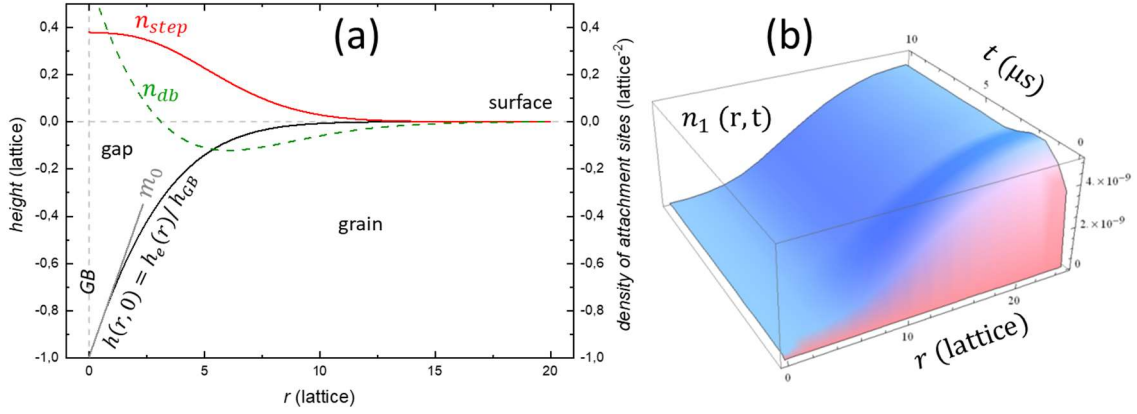 (a)
n_step
n_db
surface
gap
m_0
grain
GB
h(r, 0) = h_e(r)/ h_GB
height (lattice)
0,4
0,2
0,0
-0,2
-0,4
-0,6
-0,8
-1,0
0
5
10
15
20
r (lattice)
0,4
0,2
0,0
-0,2
-0,4
-0,6
-0,8
-1,0
density of attachment sites (lattice⁻²)
(b)
n₁ (r, t)
10
5
0
t (μs)
4.×10⁻⁹
2.×10⁻⁹
0
0
10
20
r (lattice)